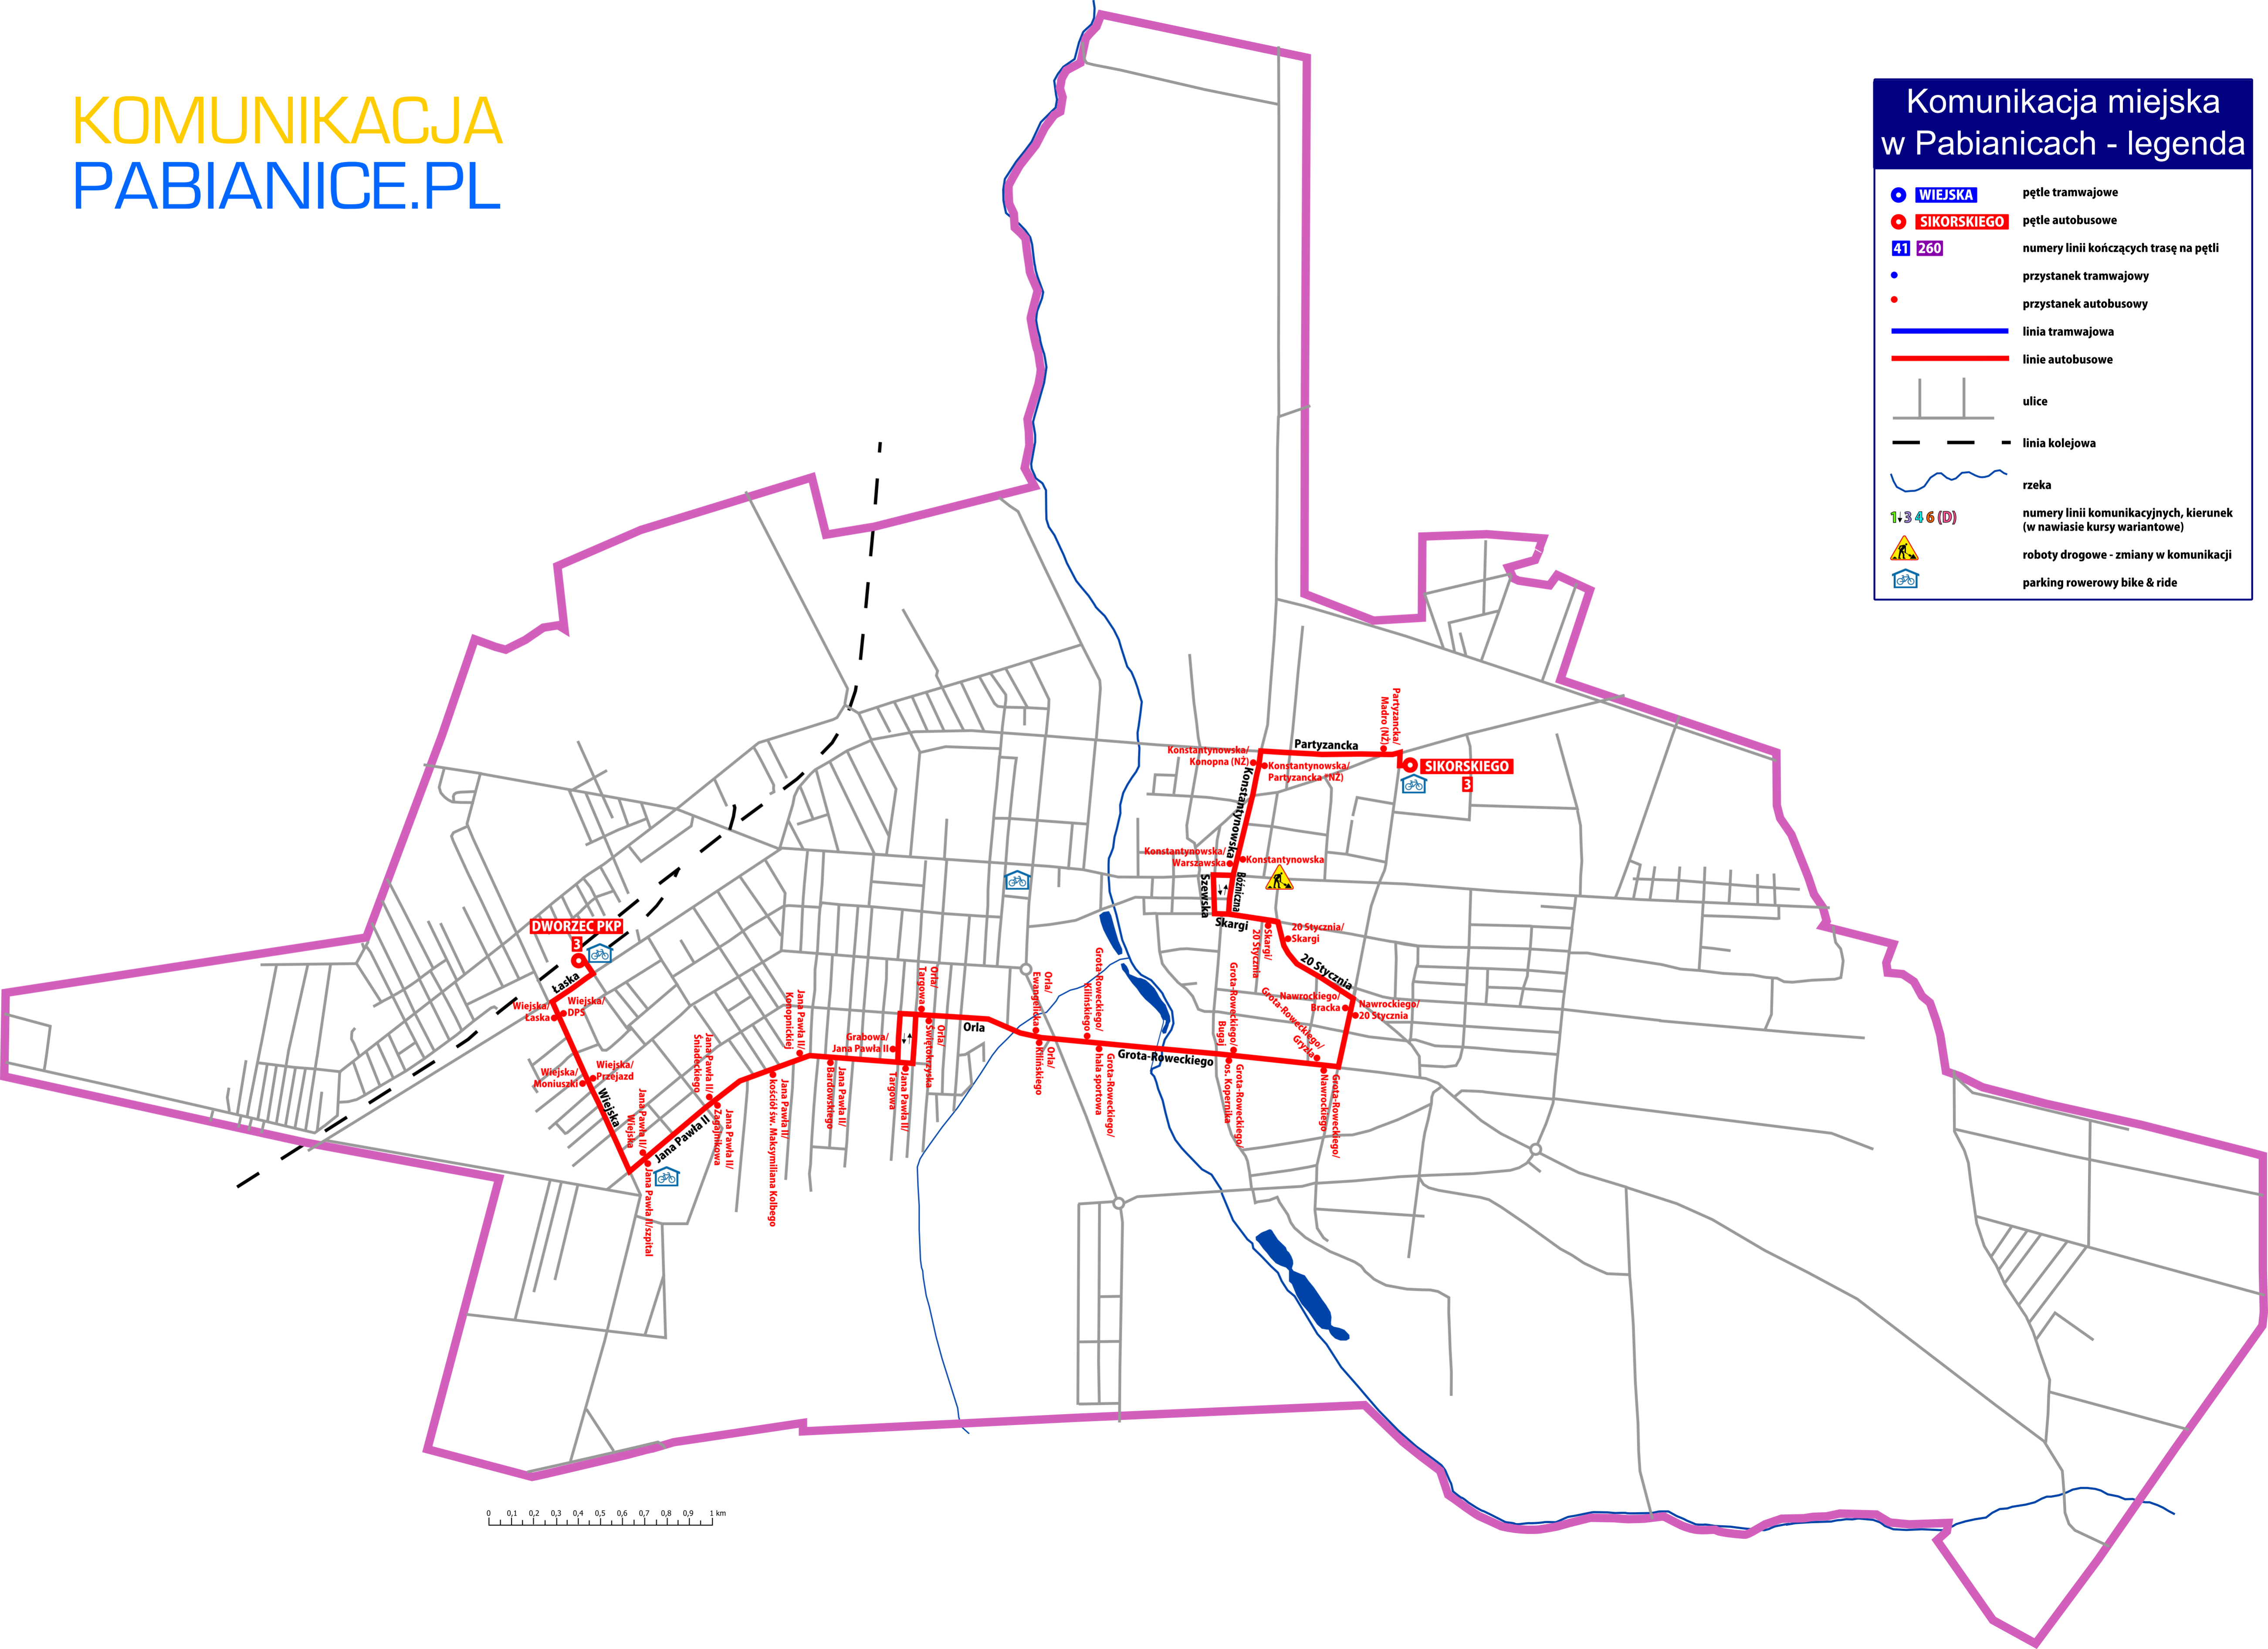 KOMUNIKACJA
PABIANICE.PL
Komunikacja miejska
w Pabianicach - legenda
WIEJSKA
pętle tramwajowe
SIKORSKIEGO
pętle autobusowe
41 260
numery linii kończących trasę na pętli
przystanek tramwajowy
przystanek autobusowy
linia tramwajowa
linie autobusowe
ulice
linia kolejowa
rzeka
1 3 4 6 (D)
numery linii komunikacyjnych, kierunek
(w nawiasie kursy wariantowe)
roboty drogowe - zmiany w komunikacji
parking rowerowy bike & ride
Partyzancka/
Madro (NŻ)
Partyzancka
Konstantynowska/
Konopna (NŻ)
Konstantynowska/
Partyzancka (NŻ)
SIKORSKIEGO
3
Konstantynowska
Konstantynowska/
Warszawska
Konstantynowska
Szewska
Bóźniczna
Skargi
Skargi/
20 Stycznia
20 Stycznia/
Skargi
20 Stycznia
Nawrockiego/
Bracka
Nawrockiego/
20 Stycznia
Grota-Roweckiego/
Gryzla
Grota-Roweckiego/
Bugaj
Grota-Roweckiego/
Kilińskiego
Grota-Roweckiego
Grota-Roweckiego/
hala sportowa
Grota-Roweckiego/
os. Kopernika
Grota-Roweckiego/
Nawrockiego
Orla/
Ewangelicka
Orla/
Kilińskiego
Orla
Orla/
Targowa
Orla/
Świętokrzyska
Grabowa/
Jana Pawła II
Jana Pawła II/
Targowa
Jana Pawła II/
Konopnickiej
Jana Pawła II/
Bardowskiego
Jana Pawła II/
kościół św. Maksymiliana Kolbego
Jana Pawła II/
Śniadeckiego
Jana Pawła II/
Zagajnikowa
Jana Pawła II
Jana Pawła II/
Wiejska
Jana Pawła II/szpital
DWORZEC PKP
3
Łaska
Wiejska/
Łaska
Wiejska/
DPS
Wiejska/
Moniuszki
Wiejska/
Przejazd
Wiejska
0 0,1 0,2 0,3 0,4 0,5 0,6 0,7 0,8 0,9 1 km